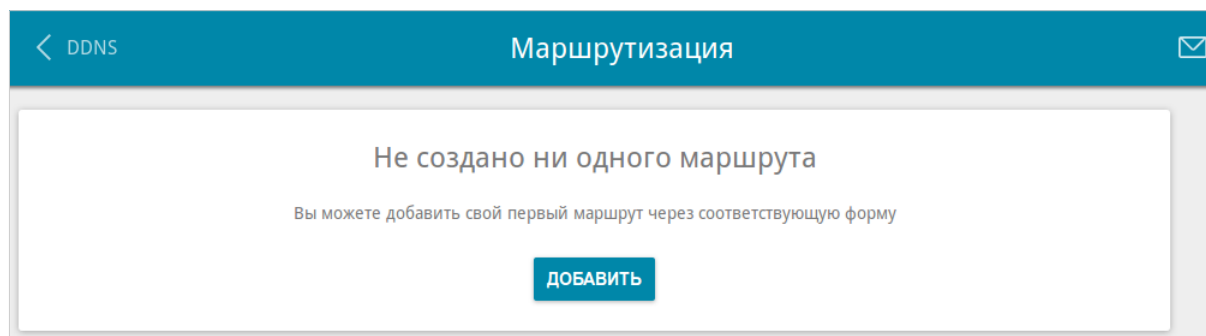 DDNS
Маршрутизация
Не создано ни одного маршрута
Вы можете добавить свой первый маршрут через соответствующую форму
ДОБАВИТЬ